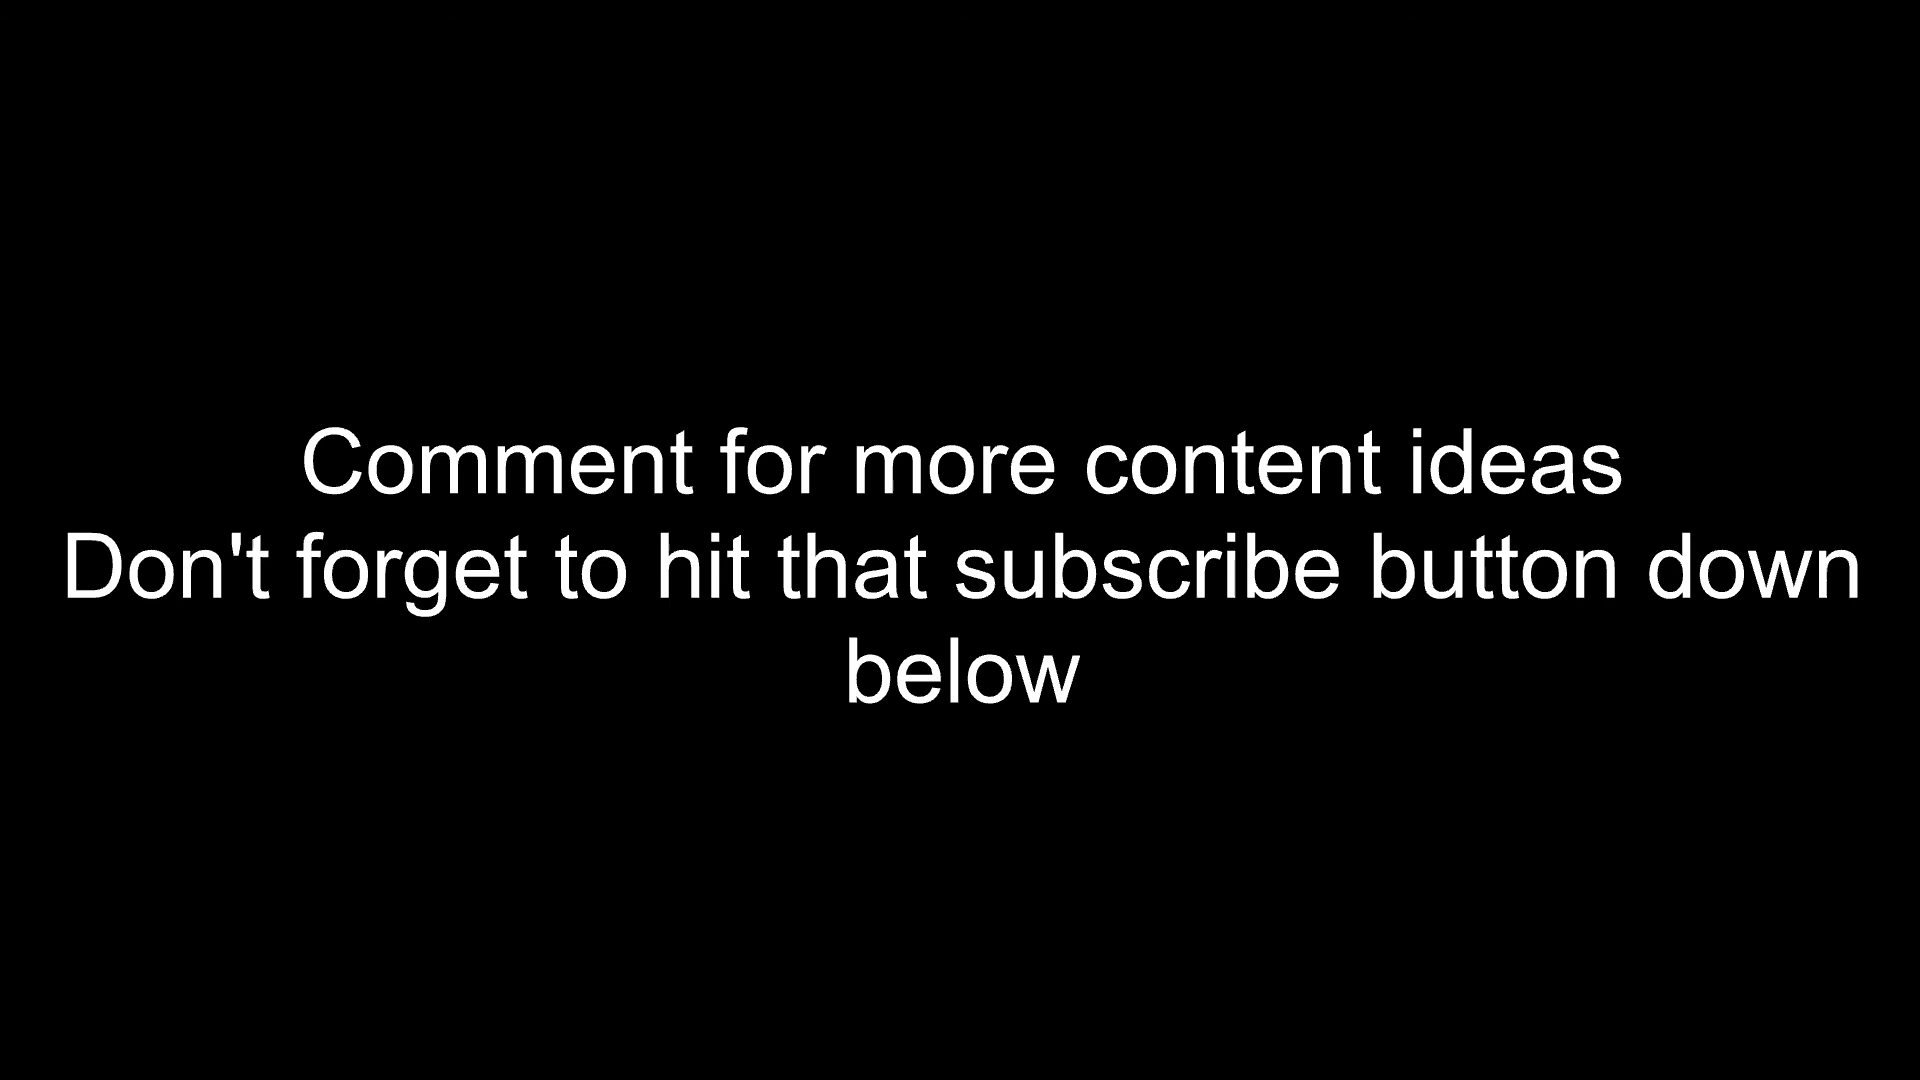 Comment for more content ideas
Don't forget to hit that subscribe button down
below